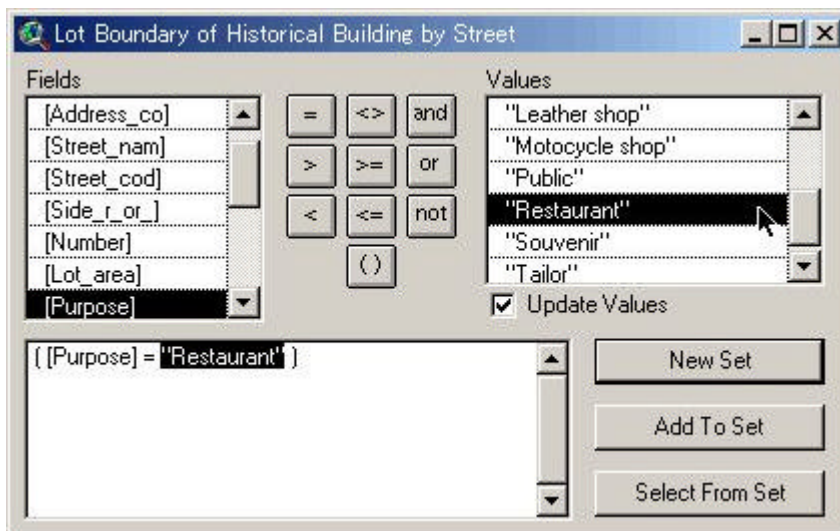 Lot Boundary of Historical Building by Street
Fields
Values
[Address_co]
[Street_nam]
[Street_cod]
[Side_r_or_]
[Number]
[Lot_area]
[Purpose]
= <> and
> >= or
< <= not
( )
"Leather shop"
"Motocycle shop"
"Public"
"Restaurant"
"Souvenir"
"Tailor"
Update Values
( [Purpose] = "Restaurant" )
New Set
Add To Set
Select From Set